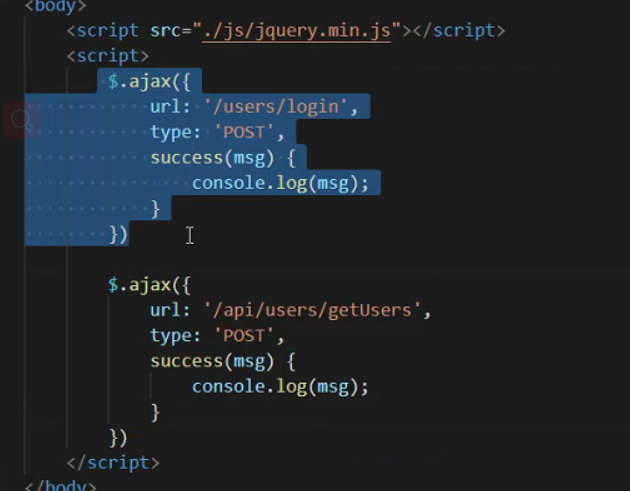 <body>
<script src="./js/jquery.min.js"></script>
<script>
$.ajax({
url: '/users/login',
type: 'POST',
success(msg) {
console.log(msg);
}
})
$.ajax({
url: '/api/users/getUsers',
type: 'POST',
success(msg) {
console.log(msg);
}
})
</script>
</body>